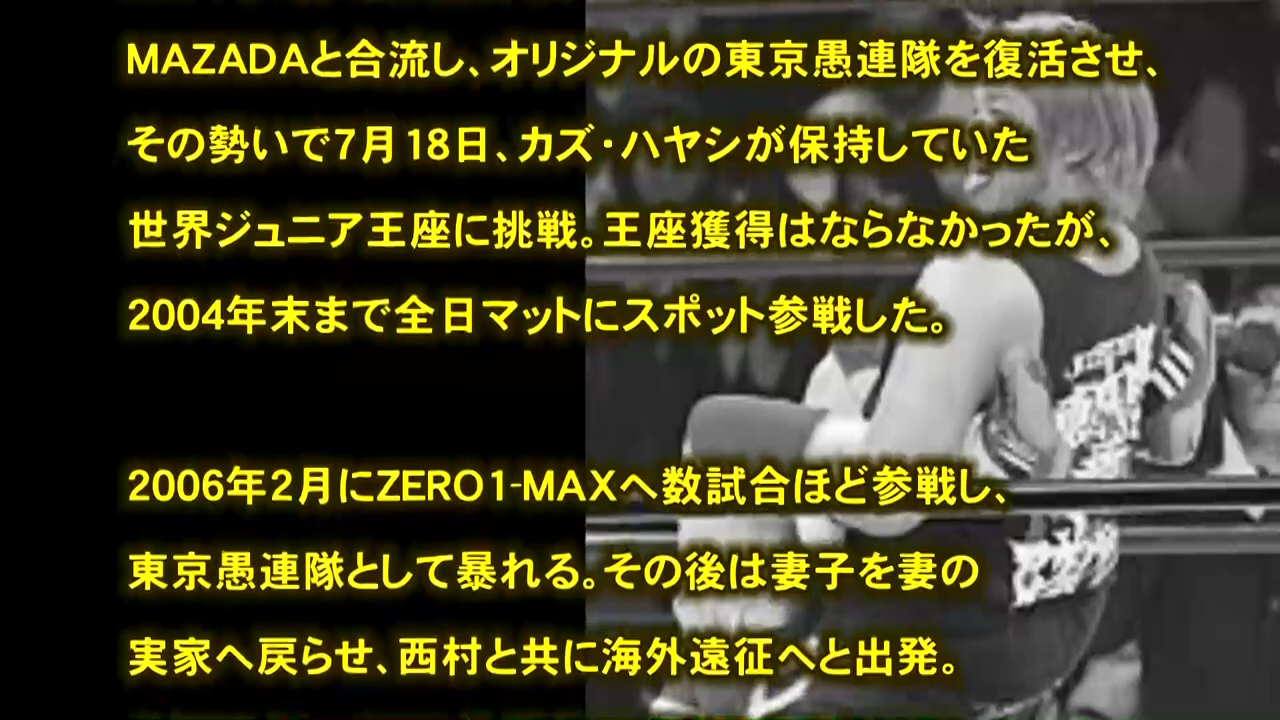 MAZADAと合流し、オリジナルの東京愚連隊を復活させ、
その勢いで7月18日、カズ・ハヤシが保持していた
世界ジュニア王座に挑戦。王座獲得はならなかったが、
2004年末まで全日マットにスポット参戦した。
2006年2月にZERO1-MAXへ数試合ほど参戦し、
東京愚連隊として暴れる。その後は妻子を妻の
実家へ戻らせ、西村と共に海外遠征へと出発。